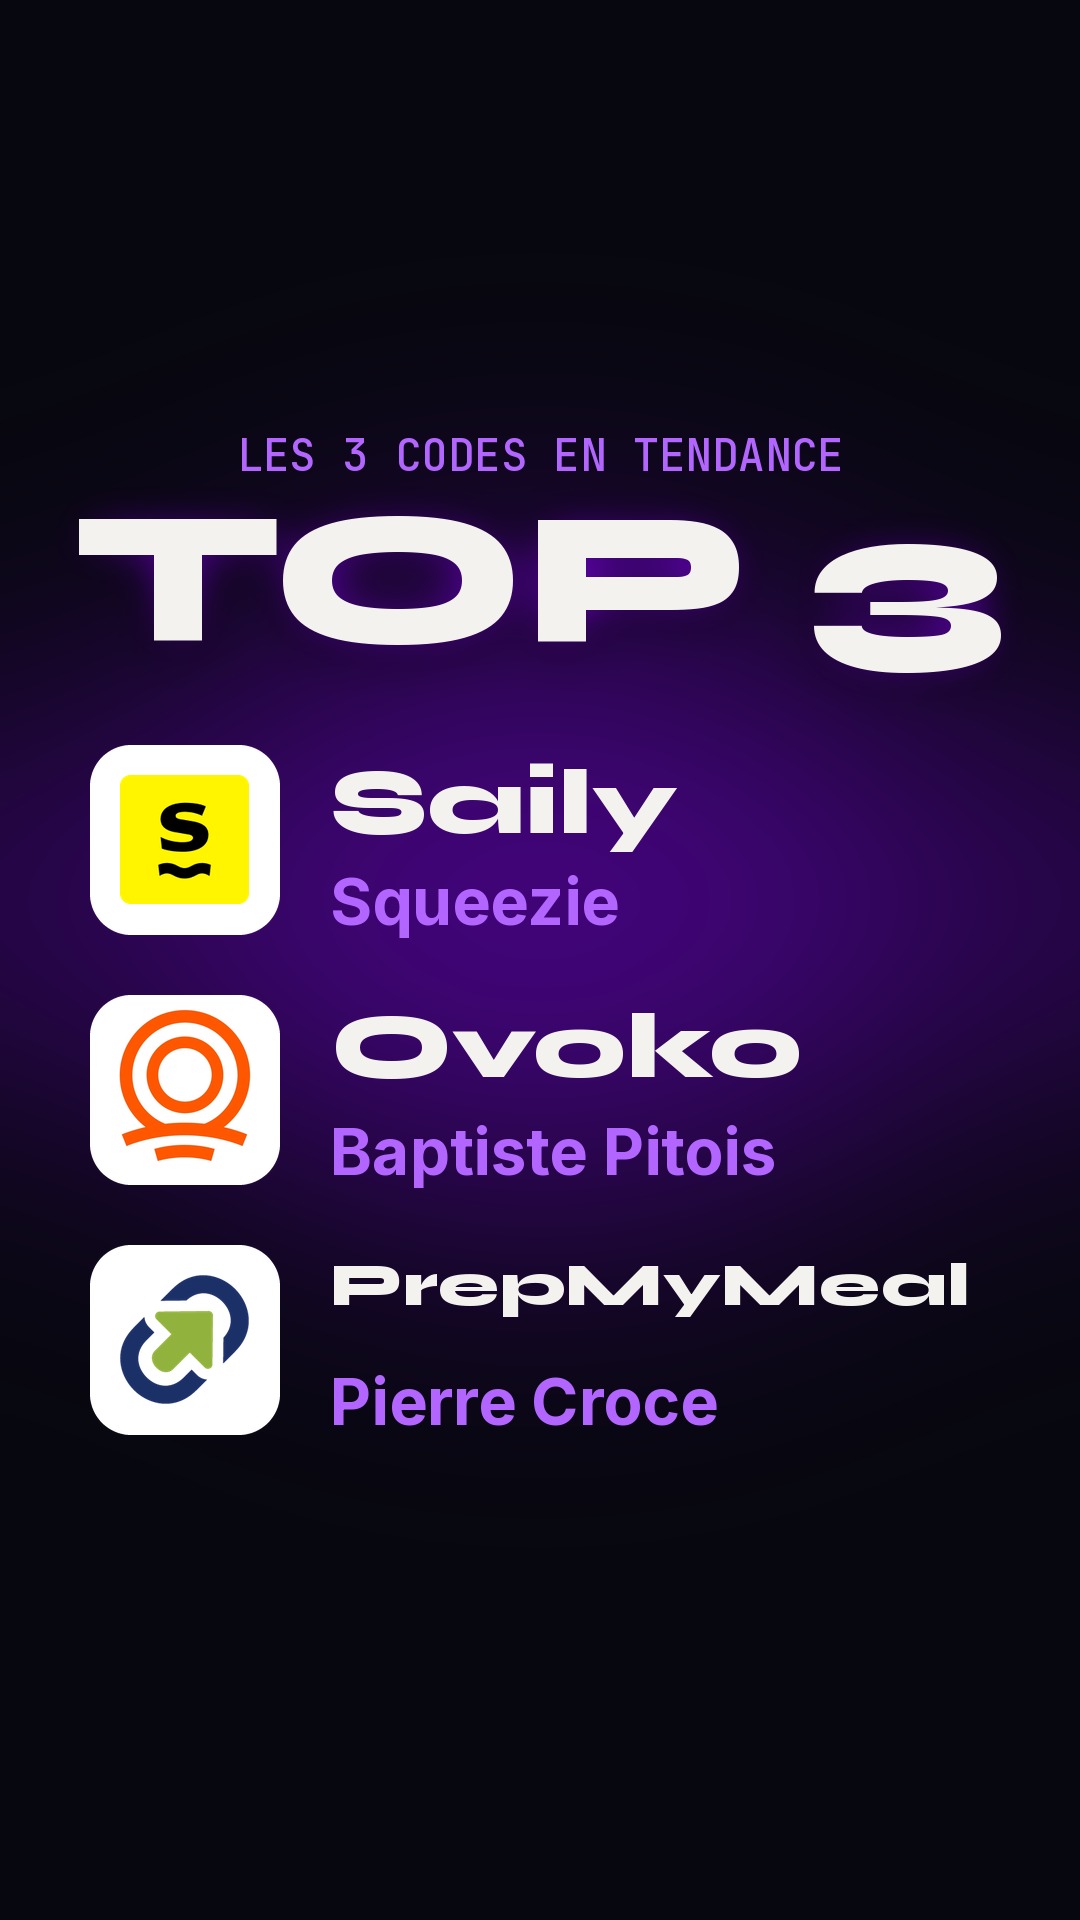 LES 3 CODES EN TENDANCE
TOP 3
s
Saily
Squeezie
Ovoko
Baptiste Pitois
PrepMyMeal
Pierre Croce